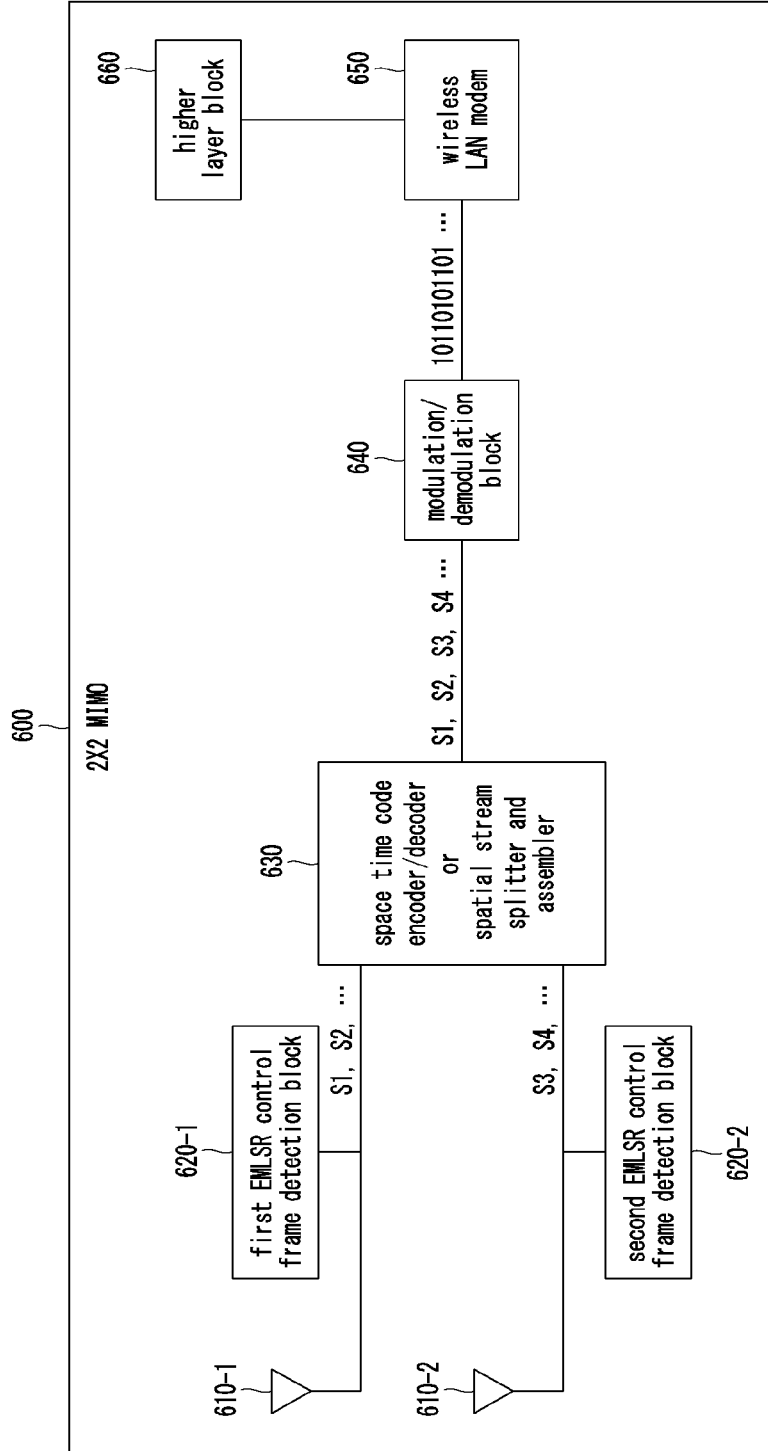 600
2X2 MIMO
610-1
610-2
620-1
first EMLSR control
frame detection block
S1, S2, ...
S3, S4, ...
second EMLSR control
frame detection block
620-2
630
space time code
encoder/decoder
or
spatial stream
splitter and
assembler
S1, S2, S3, S4 ...
640
modulation/
demodulation
block
10110101101 ...
650
wireless
LAN modem
660
higher
layer block